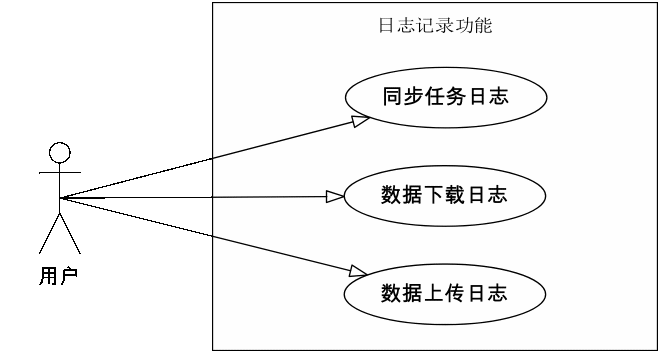 日志记录功能
同步任务日志
数据下载日志
用户
数据上传日志